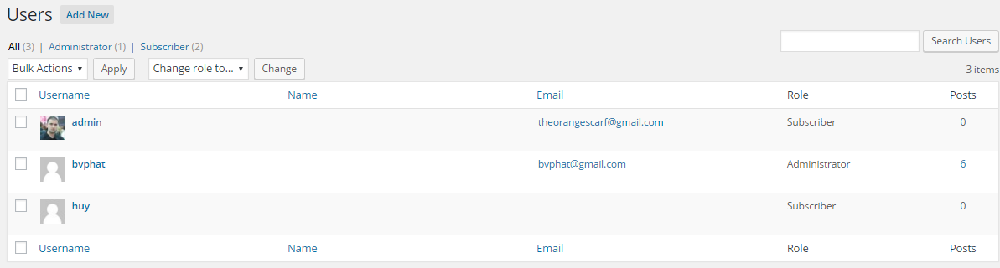 Users Add New
All (3) | Administrator (1) | Subscriber (2)
Search Users
Bulk Actions Apply Change role to... Change
3 items
Username Name Email Role Posts
admin theorangescarf@gmail.com Subscriber 0
bvphat bvphat@gmail.com Administrator 6
huy Subscriber 0
Username Name Email Role Posts